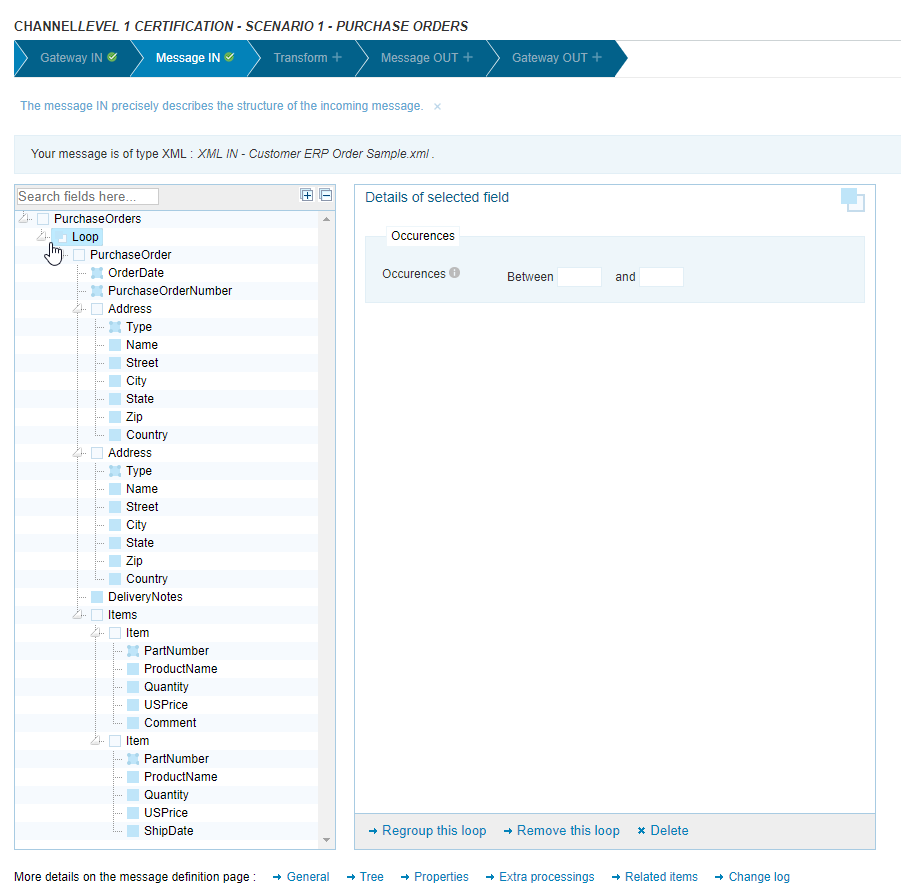 CHANNELLEVEL 1 CERTIFICATION - SCENARIO 1 - PURCHASE ORDERS
Gateway IN Message IN Transform + Message OUT + Gateway OUT +
The message IN precisely describes the structure of the incoming message. ×
Your message is of type XML : XML IN - Customer ERP Order Sample.xml .
Search fields here...
PurchaseOrders
Loop
PurchaseOrder
OrderDate
PurchaseOrderNumber
Address
Type
Name
Street
City
State
Zip
Country
Address
Type
Name
Street
City
State
Zip
Country
DeliveryNotes
Items
Item
PartNumber
ProductName
Quantity
USPrice
Comment
Item
PartNumber
ProductName
Quantity
USPrice
ShipDate
Details of selected field
Occurences
Occurences Between and
Regroup this loop Remove this loop Delete
More details on the message definition page : General Tree Properties Extra processings Related items Change log